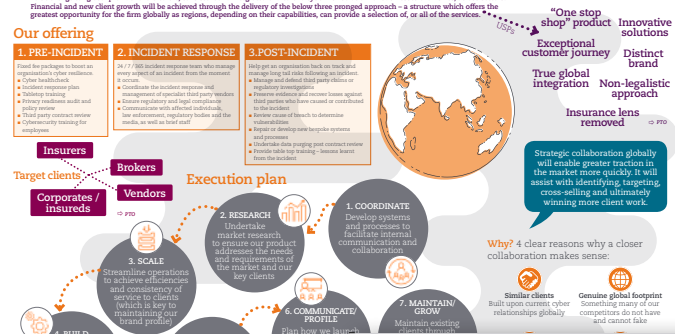 Financial and new client growth will be achieved through the delivery of the below three pronged approach – a structure which offers the
greatest opportunity for the firm globally as regions, depending on their capabilities, can provide a selection of, or all of the services.
USPs
"One stop
shop" product
Innovative
solutions
Exceptional
customer journey
Distinct
brand
True global
integration
Non-legalistic
approach
Insurance lens
removed
⇨ PTO
Our offering
1. PRE-INCIDENT
Fixed fee packages to boost an
organisation's cyber resilience
■ Cyber healthcheck
■ Incident response plan
■ Tabletop training
■ Privacy readiness audit and
policy review
■ Third party contract review
■ Cybersecurity training for
employees
2. INCIDENT RESPONSE
24 / 7 / 365 incident response team who manage
every aspect of an incident from the moment
it occurs
■ Coordinate the incident response and
management of specialist third party vendors
■ Ensure regulatory and legal compliance
■ Communicate with affected individuals,
law enforcement, regulatory bodies and the
media, as well as brief staff
3.POST-INCIDENT
Help get an organisation back on track and
manage long tail risks following an incident
■ Manage and defend third party claims or
regulatory investigations
■ Preserve evidence and recover losses against
third parties who have caused or contributed
to the incident
■ Review cause of breach to determine
vulnerabilities
■ Repair or develop new bespoke systems
and processes
■ Undertake data purging post contract review
■ Provide table top training – lessons learnt
from the incident
Insurers
Brokers
Target clients
Vendors
Corporates /
insureds
⇨ PTO
Execution plan
1. COORDINATE
Develop systems
and processes to
facilitate internal
communication and
collaboration
2. RESEARCH
Undertake
market research
to ensure our product
addresses the needs
and requirements of
the market and our
key clients
3. SCALE
Streamline operations
to achieve efficiencies
and consistency of
service to clients
(which is key to
maintaining our
brand profile)
4. BUILD
6. COMMUNICATE/
PROFILE
Plan how we launch
7. MAINTAIN/
GROW
Maintain existing
clients through
Strategic collaboration globally
will enable greater traction in
the market more quickly. It will
assist with identifying, targeting,
cross-selling and ultimately
winning more client work.
Why? 4 clear reasons why a closer
collaboration makes sense:
Similar clients
Built upon current cyber
relationships globally
Genuine global footprint
Something many of our
competitors do not have
and cannot fake